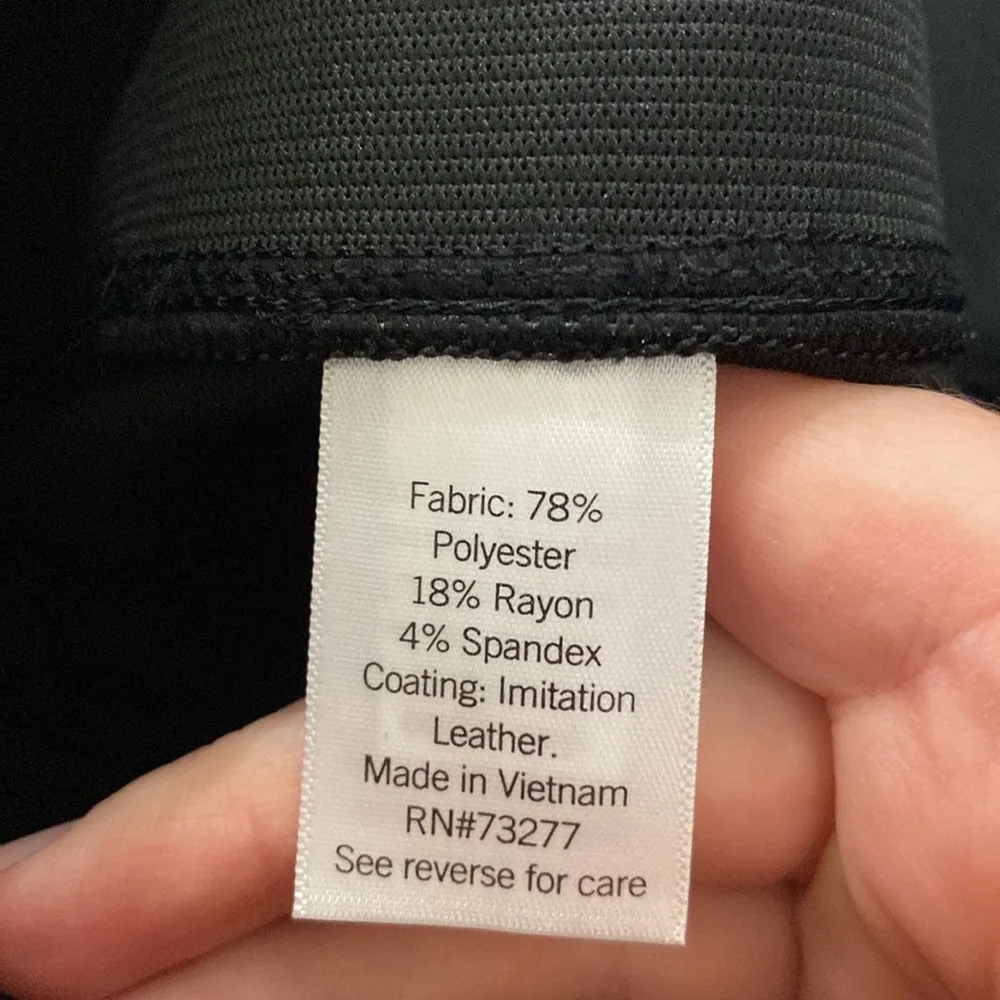 Fabric: 78%
Polyester
18% Rayon
4% Spandex
Coating: Imitation
Leather.
Made in Vietnam
RN#73277
See reverse for care